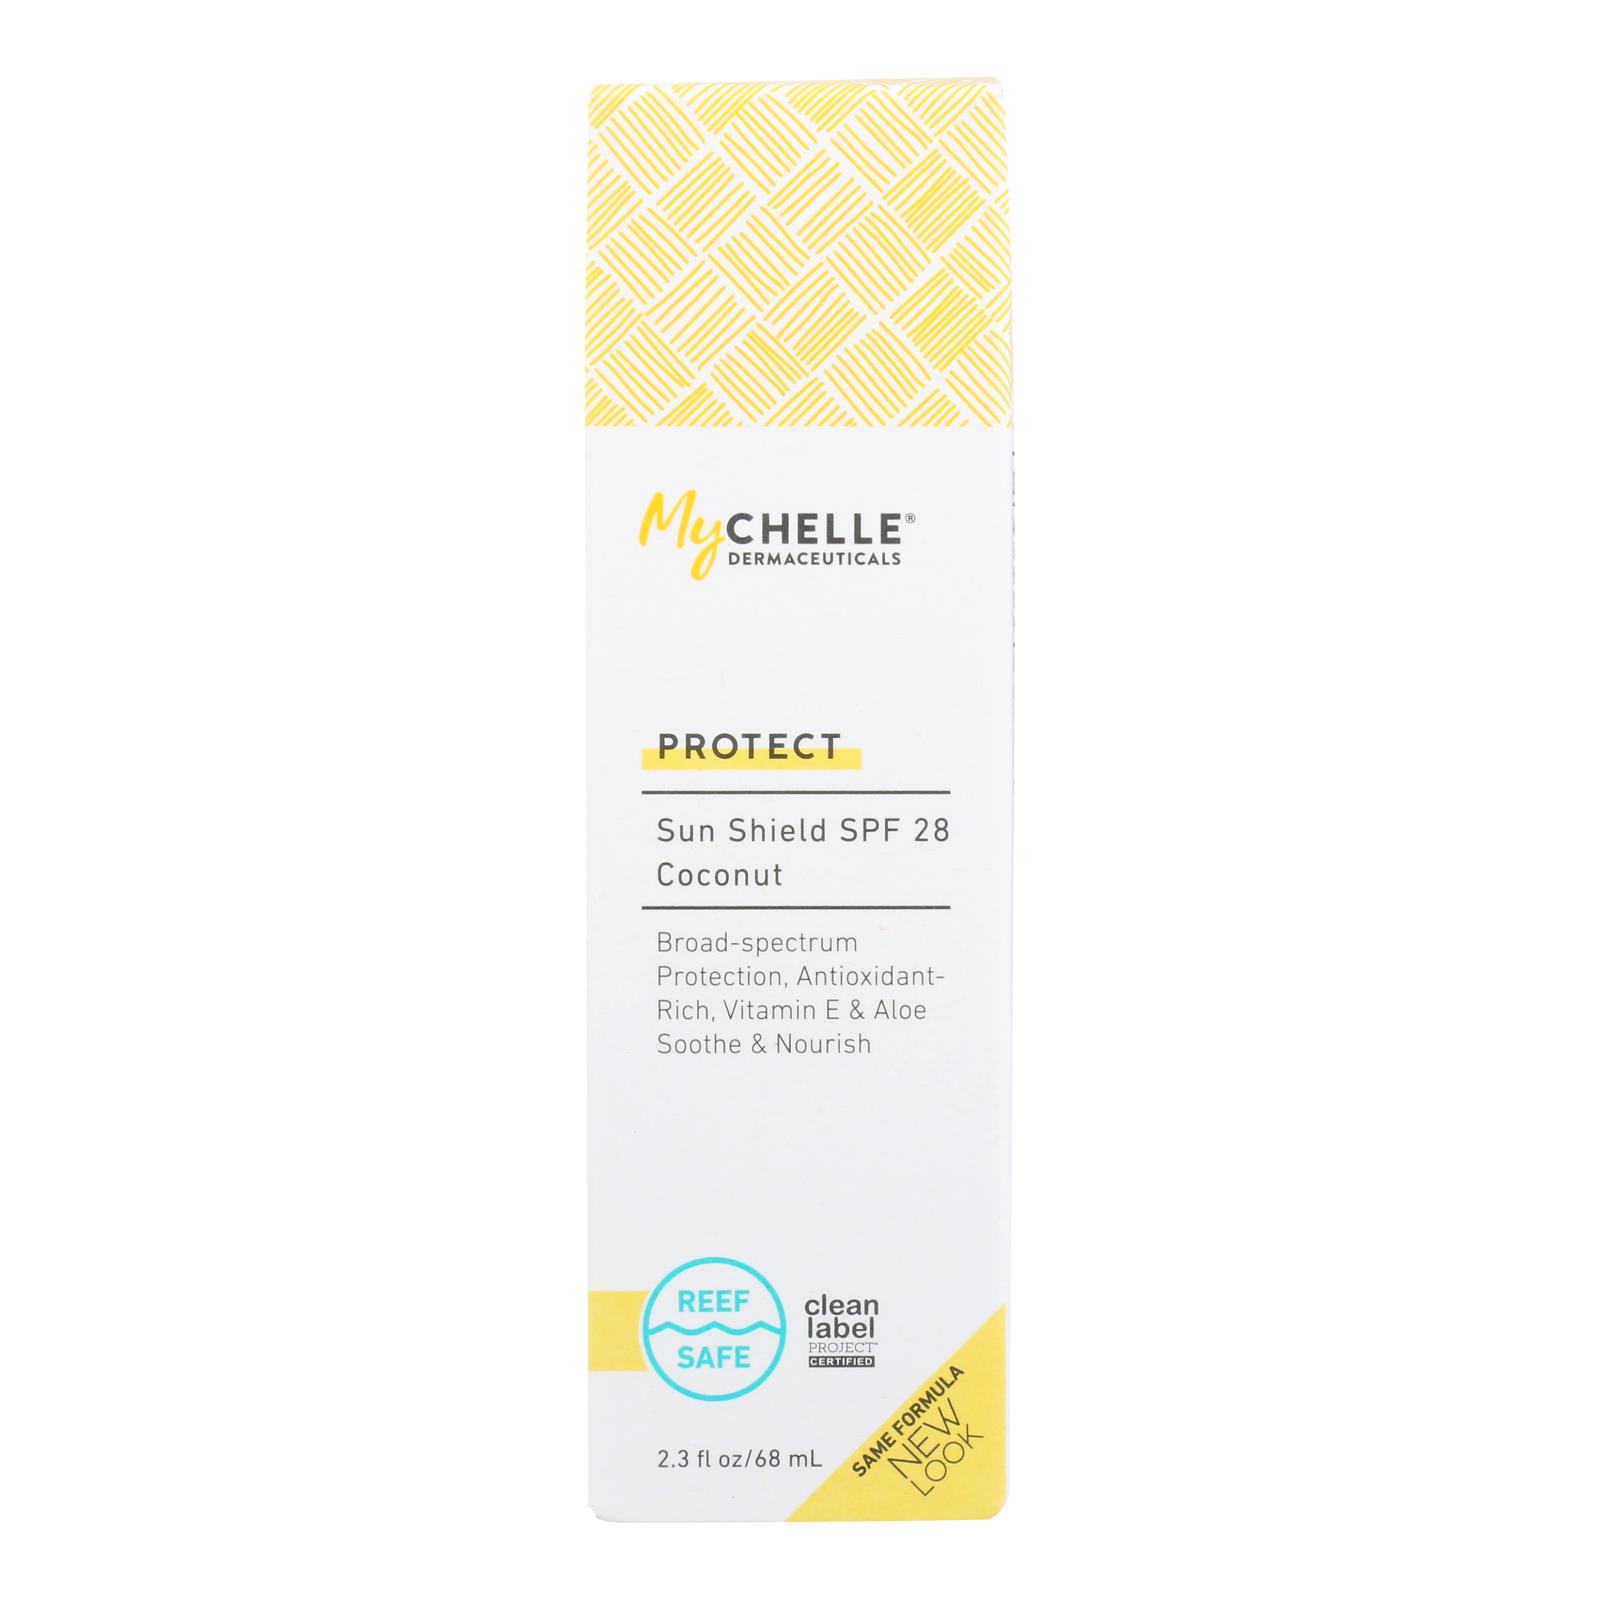 MyCHELLE®
DERMACEUTICALS
PROTECT
Sun Shield SPF 28
Coconut
Broad-spectrum
Protection, Antioxidant-
Rich, Vitamin E & Aloe
Soothe & Nourish
REEF
SAFE
clean
label
PROJECT
CERTIFIED
2.3 fl oz/68 mL
SAME FORMULA
NEW
LOOK